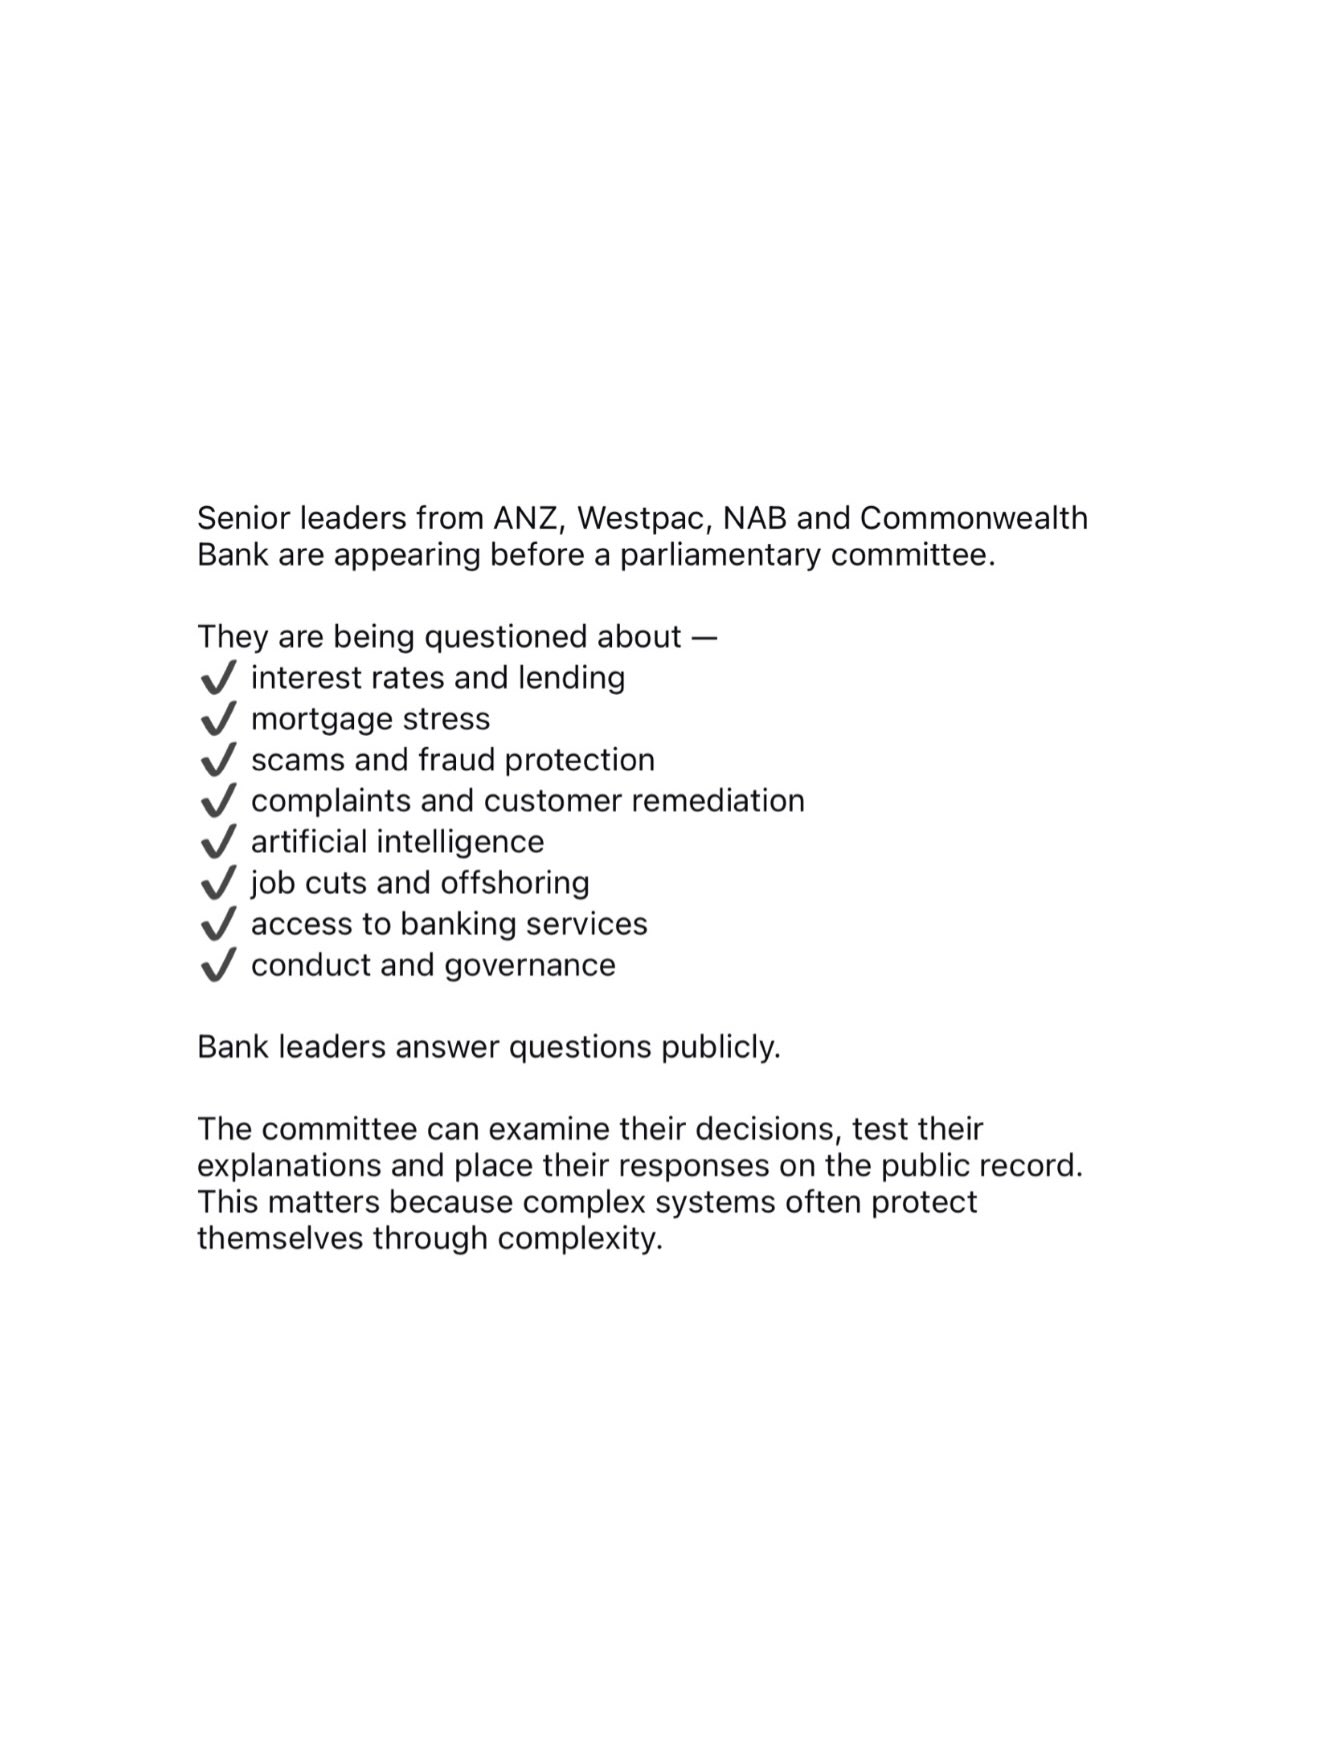 Senior leaders from ANZ, Westpac, NAB and Commonwealth
Bank are appearing before a parliamentary committee.
They are being questioned about —
✔ interest rates and lending
✔ mortgage stress
✔ scams and fraud protection
✔ complaints and customer remediation
✔ artificial intelligence
✔ job cuts and offshoring
✔ access to banking services
✔ conduct and governance
Bank leaders answer questions publicly.
The committee can examine their decisions, test their
explanations and place their responses on the public record.
This matters because complex systems often protect
themselves through complexity.